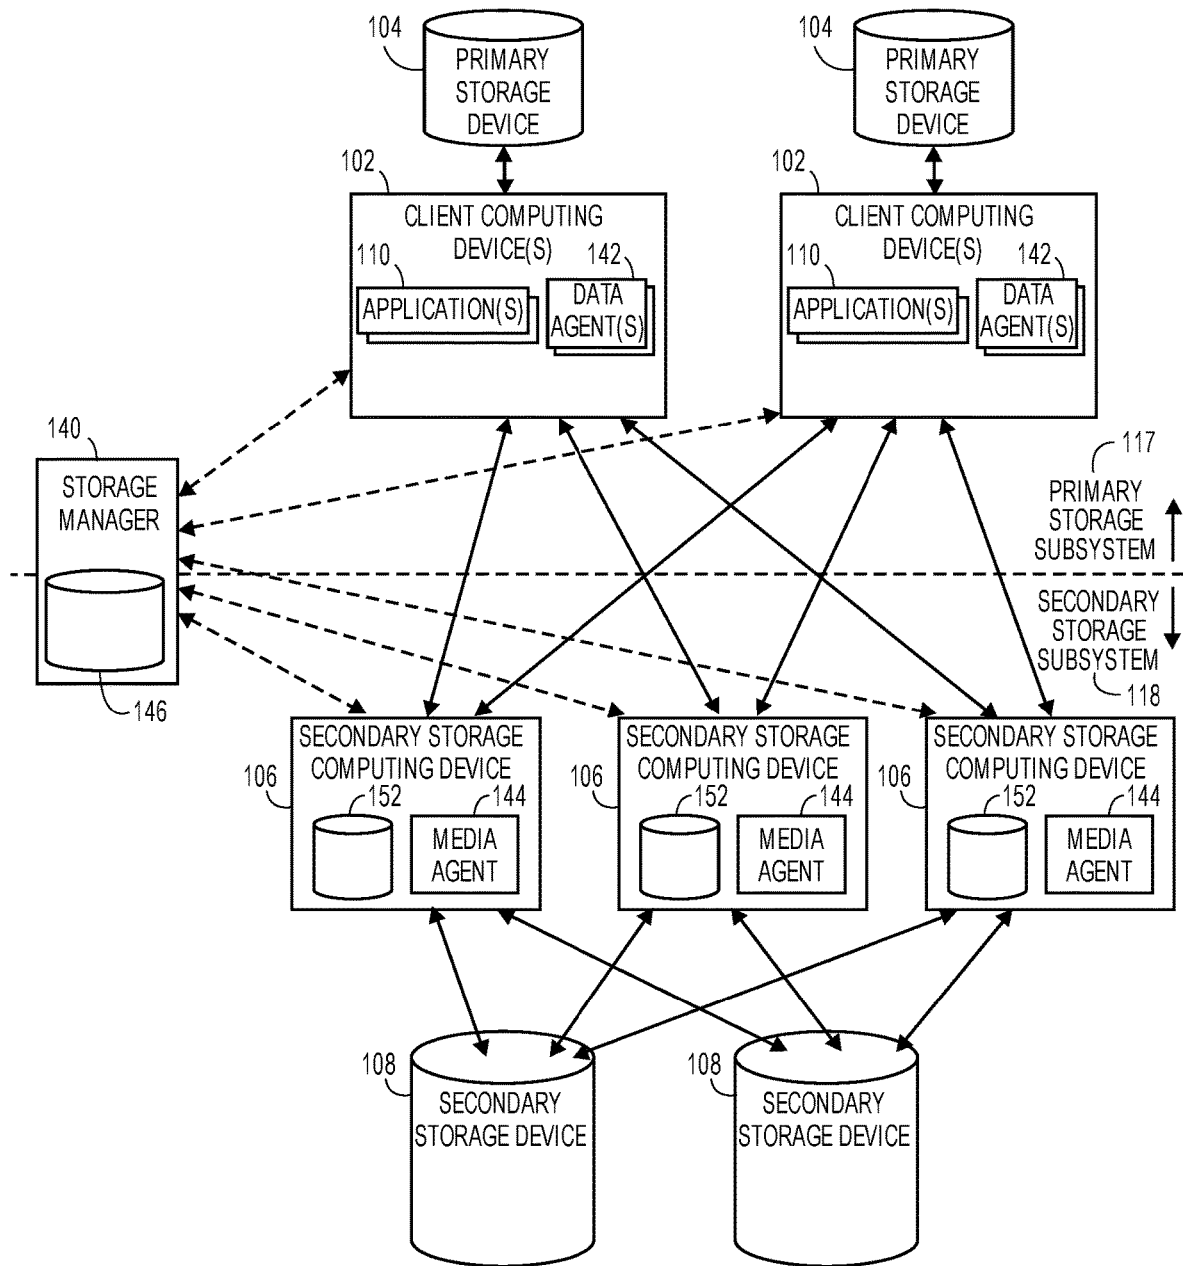 104
PRIMARY
STORAGE
DEVICE
104
PRIMARY
STORAGE
DEVICE
102
CLIENT COMPUTING
DEVICE(S)
110
APPLICATION(S)
142
DATA
AGENT(S)
102
CLIENT COMPUTING
DEVICE(S)
110
APPLICATION(S)
142
DATA
AGENT(S)
140
STORAGE
MANAGER
146
117
PRIMARY
STORAGE
SUBSYSTEM
SECONDARY
STORAGE
SUBSYSTEM
118
SECONDARY STORAGE
COMPUTING DEVICE
106
152
144
MEDIA
AGENT
SECONDARY STORAGE
COMPUTING DEVICE
106
152
144
MEDIA
AGENT
SECONDARY STORAGE
COMPUTING DEVICE
106
152
144
MEDIA
AGENT
108
SECONDARY
STORAGE DEVICE
108
SECONDARY
STORAGE DEVICE